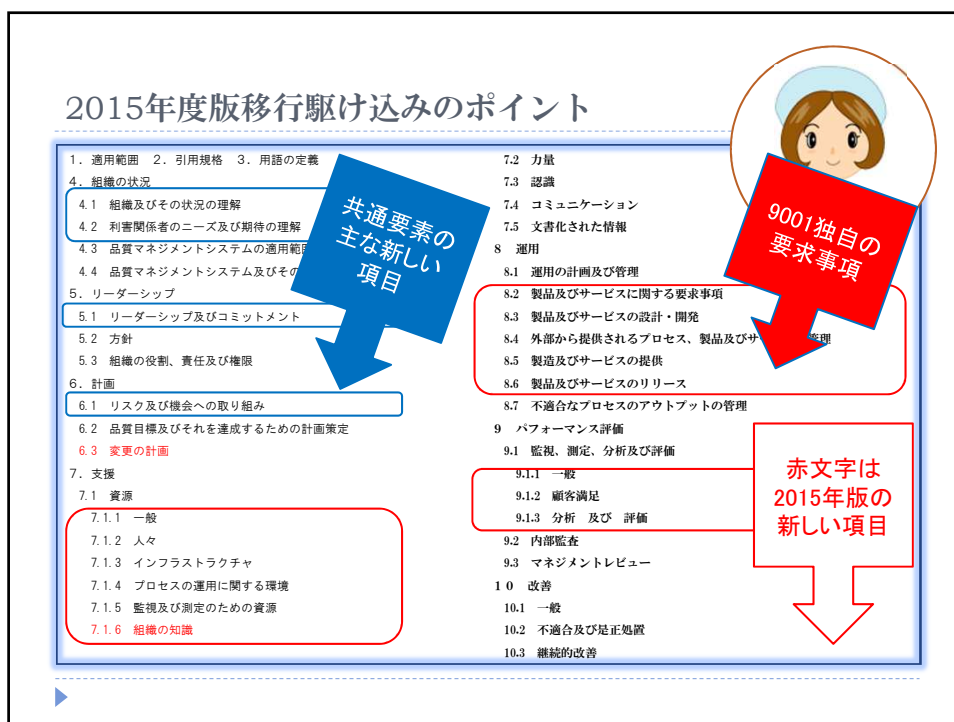 2015年度版移行駆け込みのポイント
1．適用範囲　2．引用規格　3．用語の定義
4．組織の状況
4.1　組織及びその状況の理解
4.2　利害関係者のニーズ及び期待の理解
4.3　品質マネジメントシステムの適用範
4.4　品質マネジメントシステム及びその
5．リーダーシップ
5.1　リーダーシップ及びコミットメント
5.2　方針
5.3　組織の役割、責任及び権限
6．計画
6.1　リスク及び機会への取り組み
6.2　品質目標及びそれを達成するための計画策定
6.3　変更の計画
7．支援
7.1　資源
7.1.1　一般
7.1.2　人々
7.1.3　インフラストラクチャ
7.1.4　プロセスの運用に関する環境
7.1.5　監視及び測定のための資源
7.1.6　組織の知識
共通要素の
主な新しい
項目
7.2　力量
7.3　認識
7.4　コミュニケーション
7.5　文書化された情報
8　運用
8.1　運用の計画及び管理
8.2　製品及びサービスに関する要求事項
8.3　製品及びサービスの設計・開発
8.4　外部から提供されるプロセス、製品及びサ　管理
8.5　製造及びサービスの提供
8.6　製品及びサービスのリリース
8.7　不適合なプロセスのアウトプットの管理
9　パフォーマンス評価
9.1　監視、測定、分析及び評価
9.1.1　一般
9.1.2　顧客満足
9.1.3　分析　及び　評価
9.2　内部監査
9.3　マネジメントレビュー
１０　改善
10.1　一般
10.2　不適合及び是正処置
10.3　継続的改善
9001独自の
要求事項
赤文字は
2015年版の
新しい項目